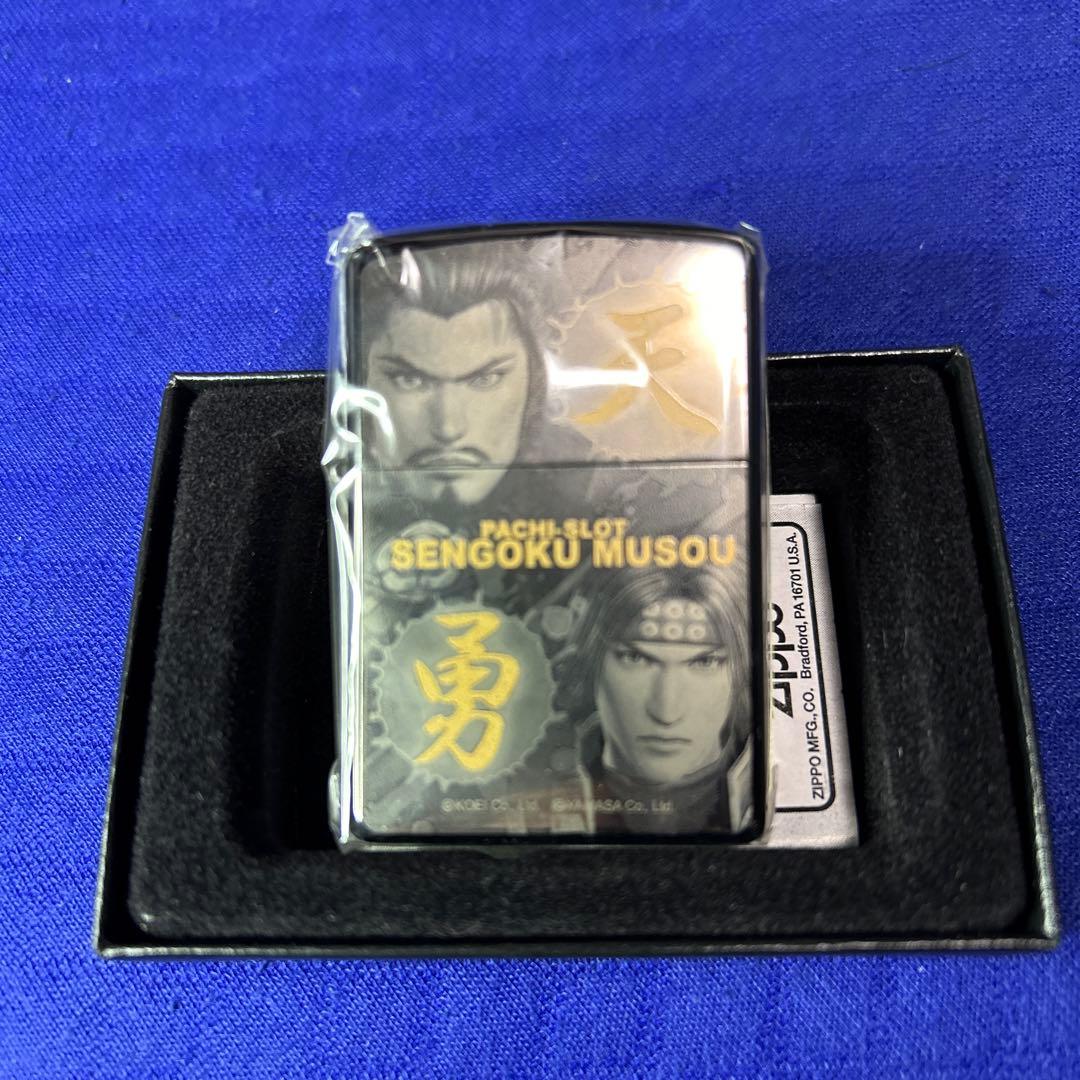 天
PACHI-SLOT
SENGOKU MUSOU
勇
©KOEI Co., Ltd. ©YAMASA Co., Ltd.
Zippo
ZIPPO MFG., CO. Bradford, PA 16701 U.S.A.